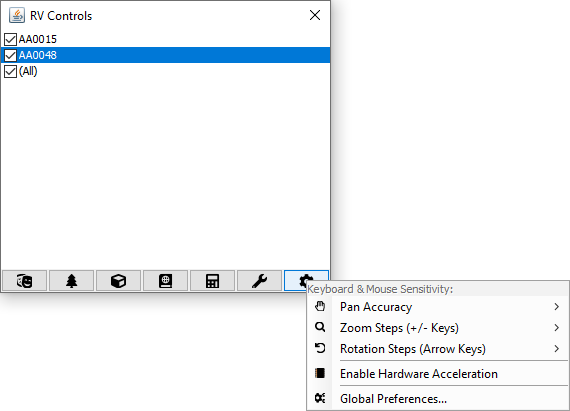 RV Controls
AA0015
AA0048
(All)
Keyboard & Mouse Sensitivity:
Pan Accuracy
Zoom Steps (+/- Keys)
Rotation Steps (Arrow Keys)
Enable Hardware Acceleration
Global Preferences...